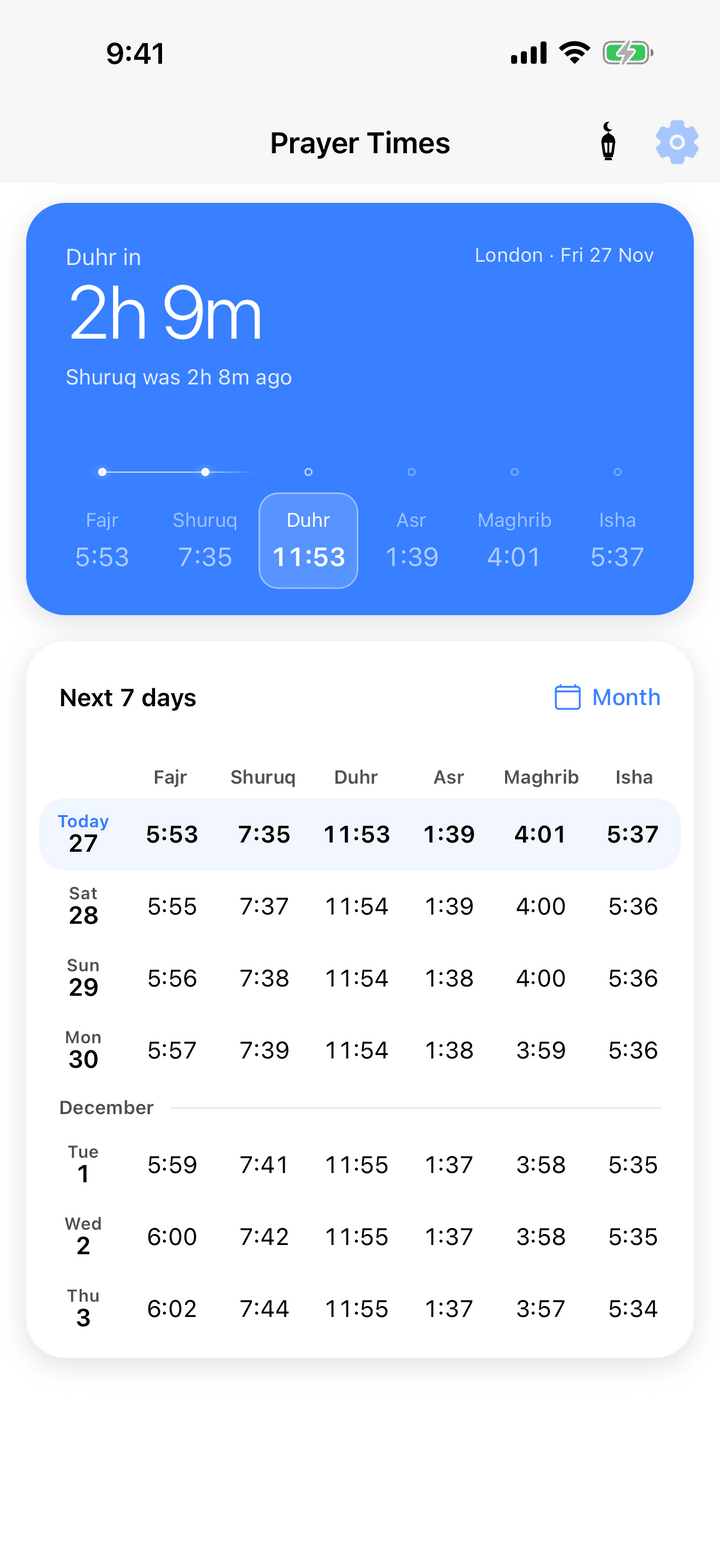 9:41
Prayer Times
Duhr in
London · Fri 27 Nov
2h 9m
Shuruq was 2h 8m ago
Fajr Shuruq Duhr Asr Maghrib Isha
5:53 7:35 11:53 1:39 4:01 5:37
Next 7 days Month
Fajr Shuruq Duhr Asr Maghrib Isha
Today
27 5:53 7:35 11:53 1:39 4:01 5:37
Sat
28 5:55 7:37 11:54 1:39 4:00 5:36
Sun
29 5:56 7:38 11:54 1:38 4:00 5:36
Mon
30 5:57 7:39 11:54 1:38 3:59 5:36
December
Tue
1 5:59 7:41 11:55 1:37 3:58 5:35
Wed
2 6:00 7:42 11:55 1:37 3:58 5:35
Thu
3 6:02 7:44 11:55 1:37 3:57 5:34